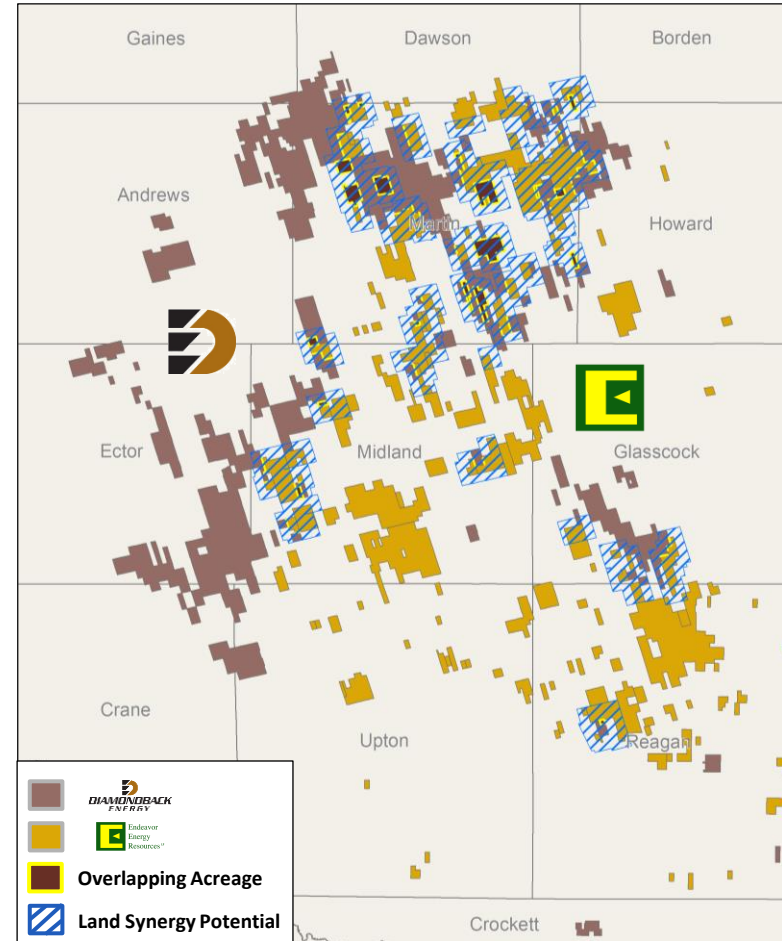 Gaines
Dawson
Borden
Andrews
Martin
Howard
Ector
Midland
Glasscock
Crane
Upton
Reagan
DIAMONDBACK
ENERGY
Endeavor
Energy
Resources
Overlapping Acreage
Land Synergy Potential
Crockett